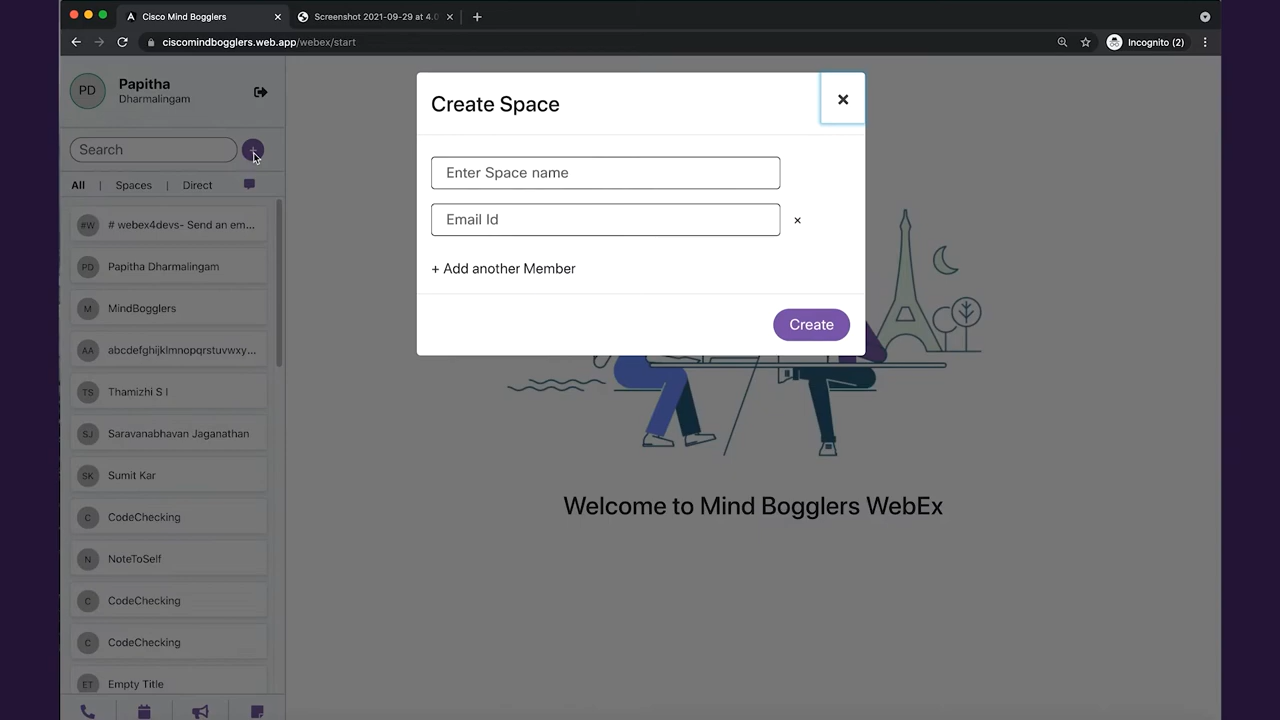 Cisco Mind Bogglers
Screenshot 2021-09-29 at 4.0
ciscomindbogglers.web.app/webex/start
Incognito (2)
PD
Papitha
Dharmalingam
Search
All | Spaces | Direct
#W # webex4devs- Send an em...
PD Papitha Dharmalingam
M MindBogglers
AA abcdefghijklmnopqrstuvwxy...
TS Thamizhi S I
SJ Saravanabhavan Jaganathan
SK Sumit Kar
C CodeChecking
N NoteToSelf
C CodeChecking
C CodeChecking
ET Empty Title
Create Space
Enter Space name
Email Id
+ Add another Member
Create
Welcome to Mind Bogglers WebEx